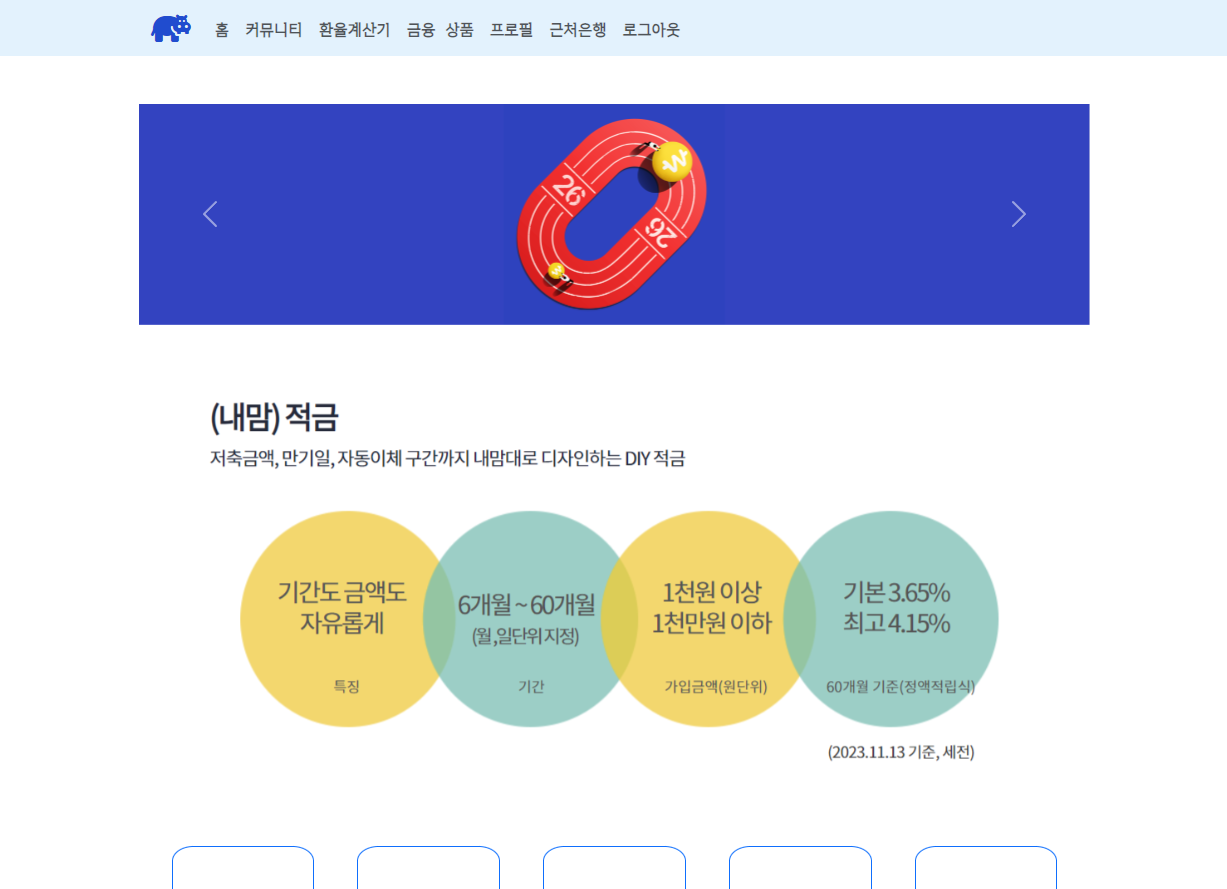 홈 커뮤니티 환율계산기 금융 상품 프로필 근처은행 로그아웃
26
26
(내맘) 적금
저축금액, 만기일, 자동이체 구간까지 내맘대로 디자인하는 DIY 적금
기간도 금액도
자유롭게
특징
6개월 ~ 60개월
(월,일단위 지정)
기간
1천원 이상
1천만원 이하
가입금액(원단위)
기본 3.65%
최고 4.15%
60개월 기준(정액적립식)
(2023.11.13 기준, 세전)